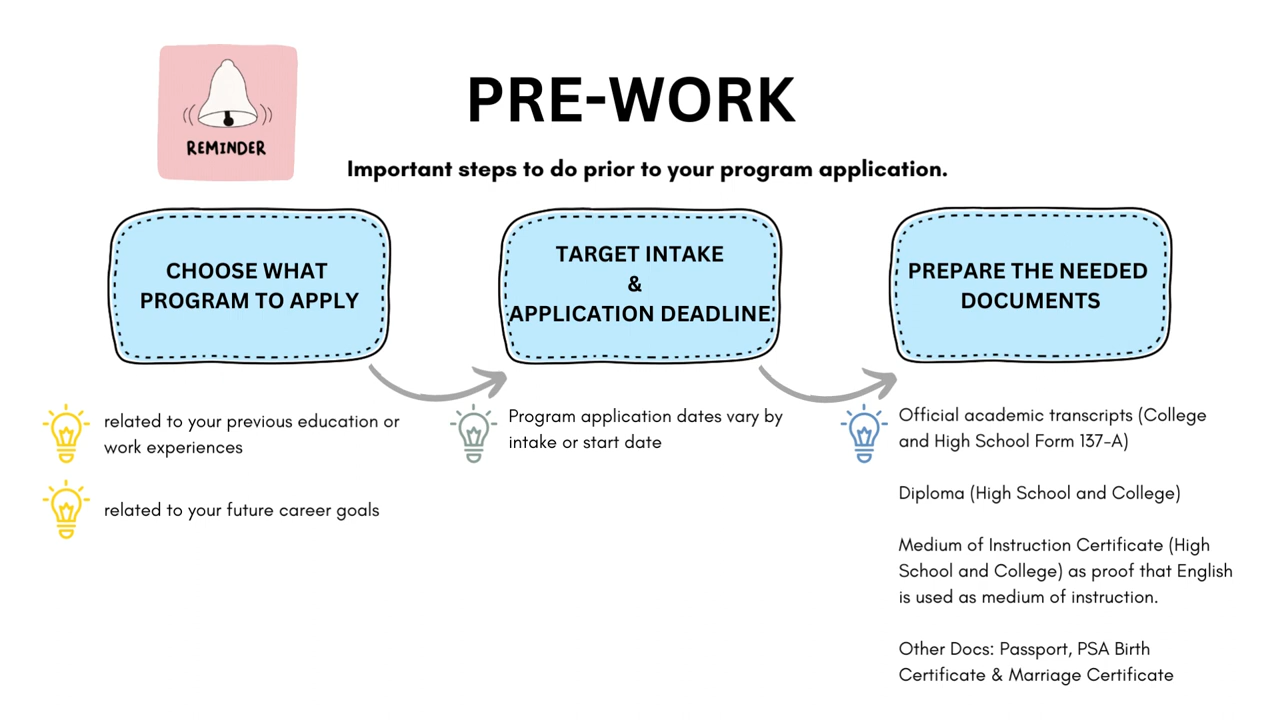 REMINDER
PRE-WORK
Important steps to do prior to your program application.
CHOOSE WHAT
PROGRAM TO APPLY
related to your previous education or
work experiences
related to your future career goals
TARGET INTAKE
&
APPLICATION DEADLINE
Program application dates vary by
intake or start date
PREPARE THE NEEDED
DOCUMENTS
Official academic transcripts (College
and High School Form 137-A)
Diploma (High School and College)
Medium of Instruction Certificate (High
School and College) as proof that English
is used as medium of instruction.
Other Docs: Passport, PSA Birth
Certificate & Marriage Certificate